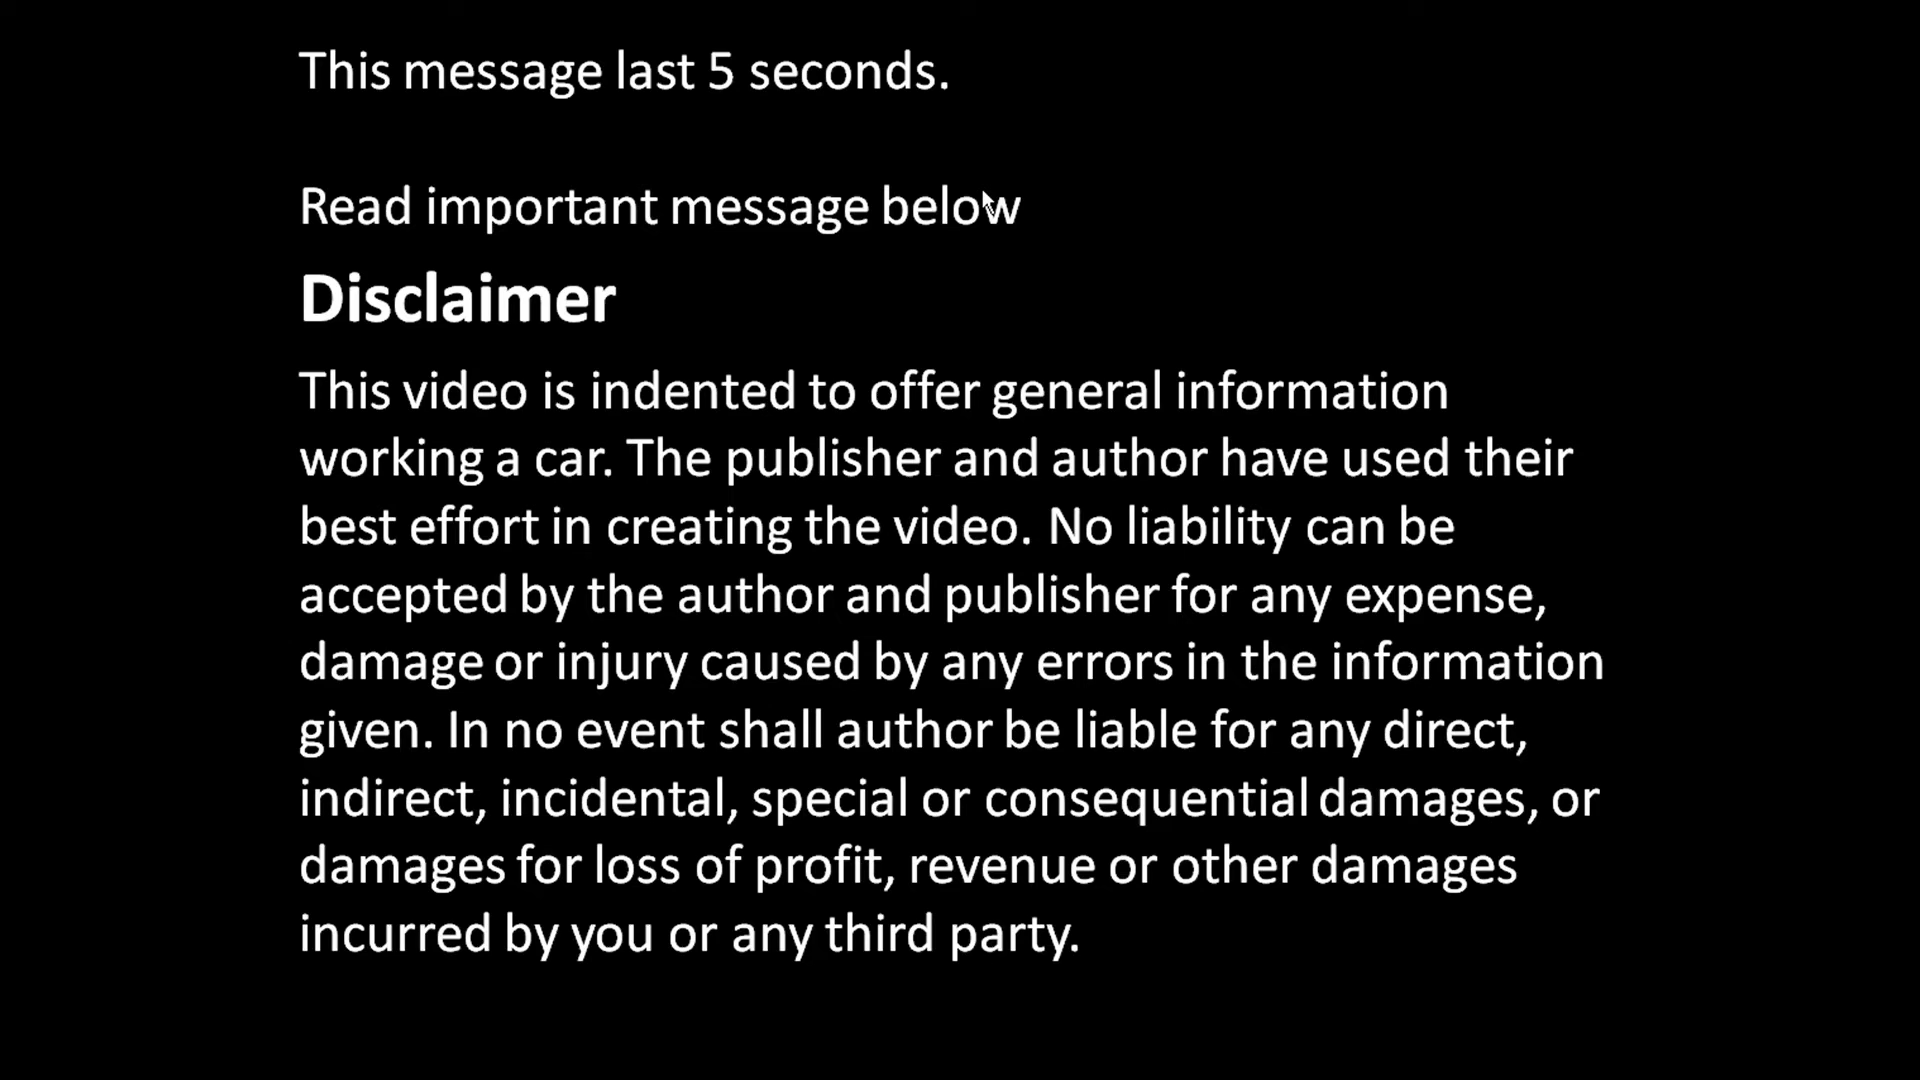 This message last 5 seconds.
Read important message below
Disclaimer
This video is indented to offer general information
working a car. The publisher and author have used their
best effort in creating the video. No liability can be
accepted by the author and publisher for any expense,
damage or injury caused by any errors in the information
given. In no event shall author be liable for any direct,
indirect, incidental, special or consequential damages, or
damages for loss of profit, revenue or other damages
incurred by you or any third party.